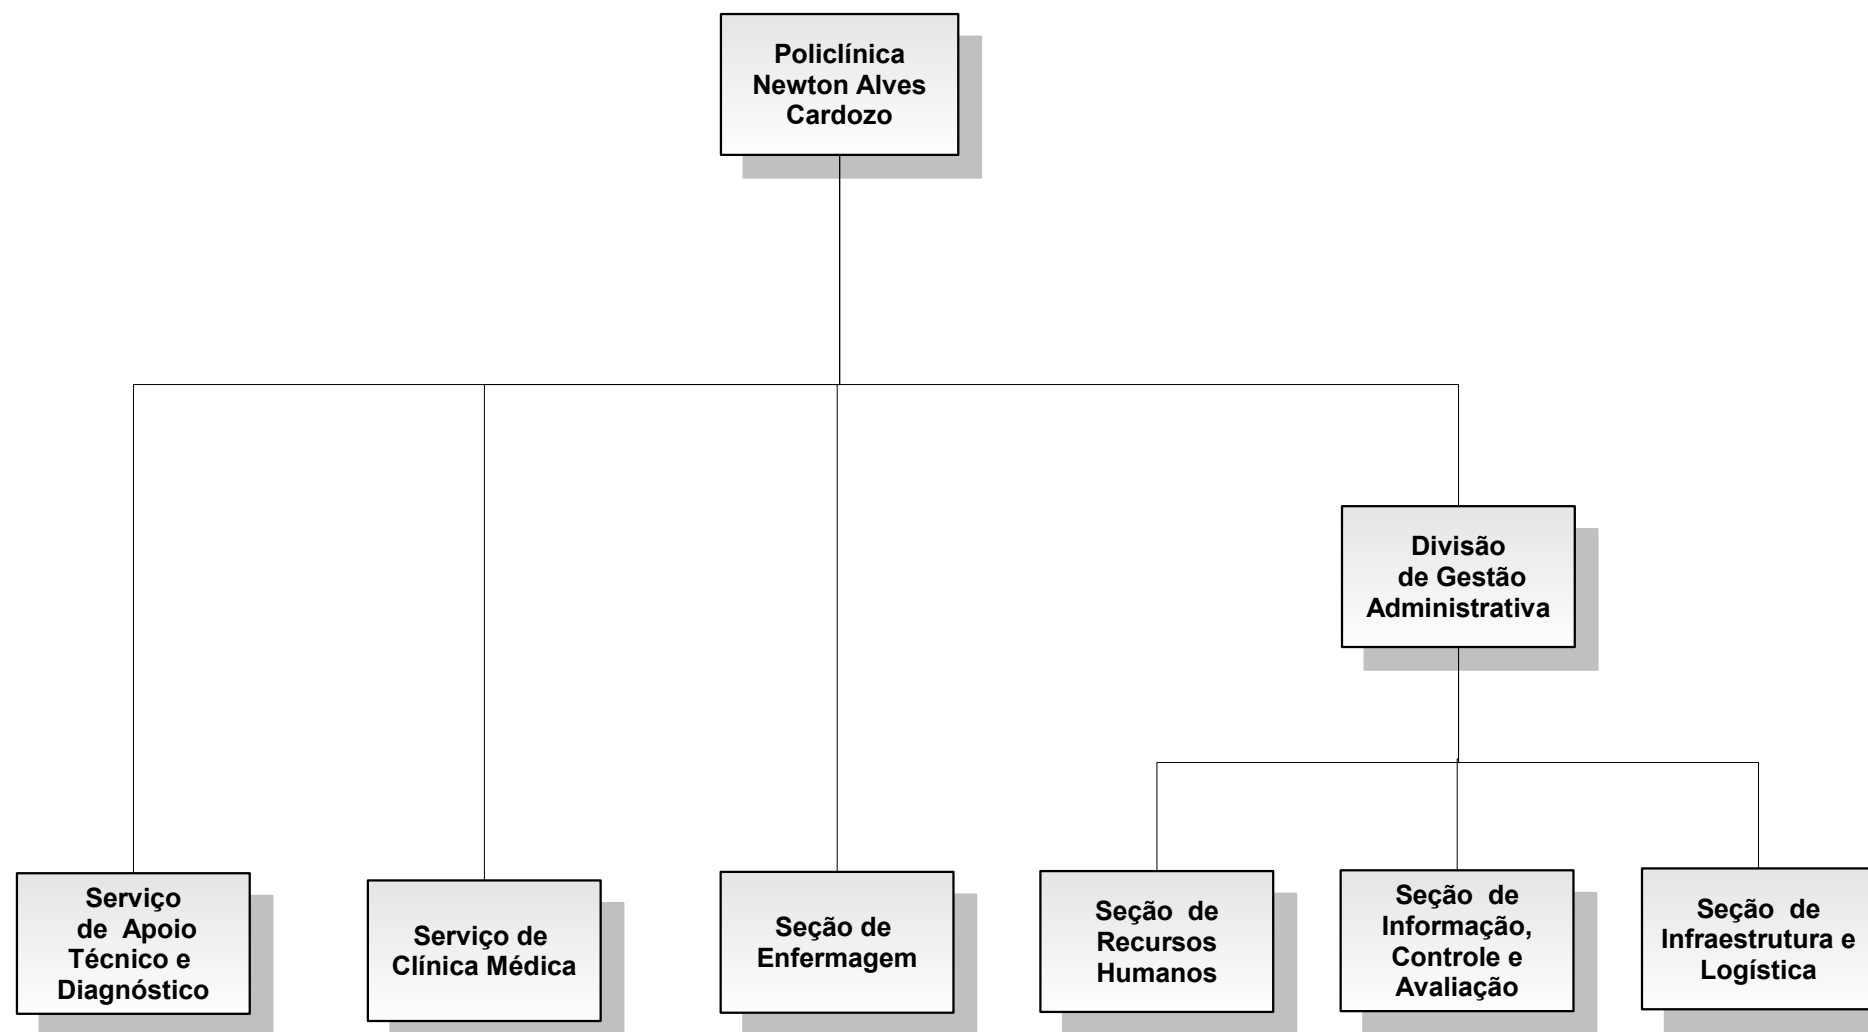 Policlínica
Newton Alves
Cardozo
Divisão
de Gestão
Administrativa
Serviço
de Apoio
Técnico e
Diagnóstico
Serviço de
Clínica Médica
Seção de
Enfermagem
Seção de
Recursos
Humanos
Seção de
Informação,
Controle e
Avaliação
Seção de
Infraestrutura e
Logística